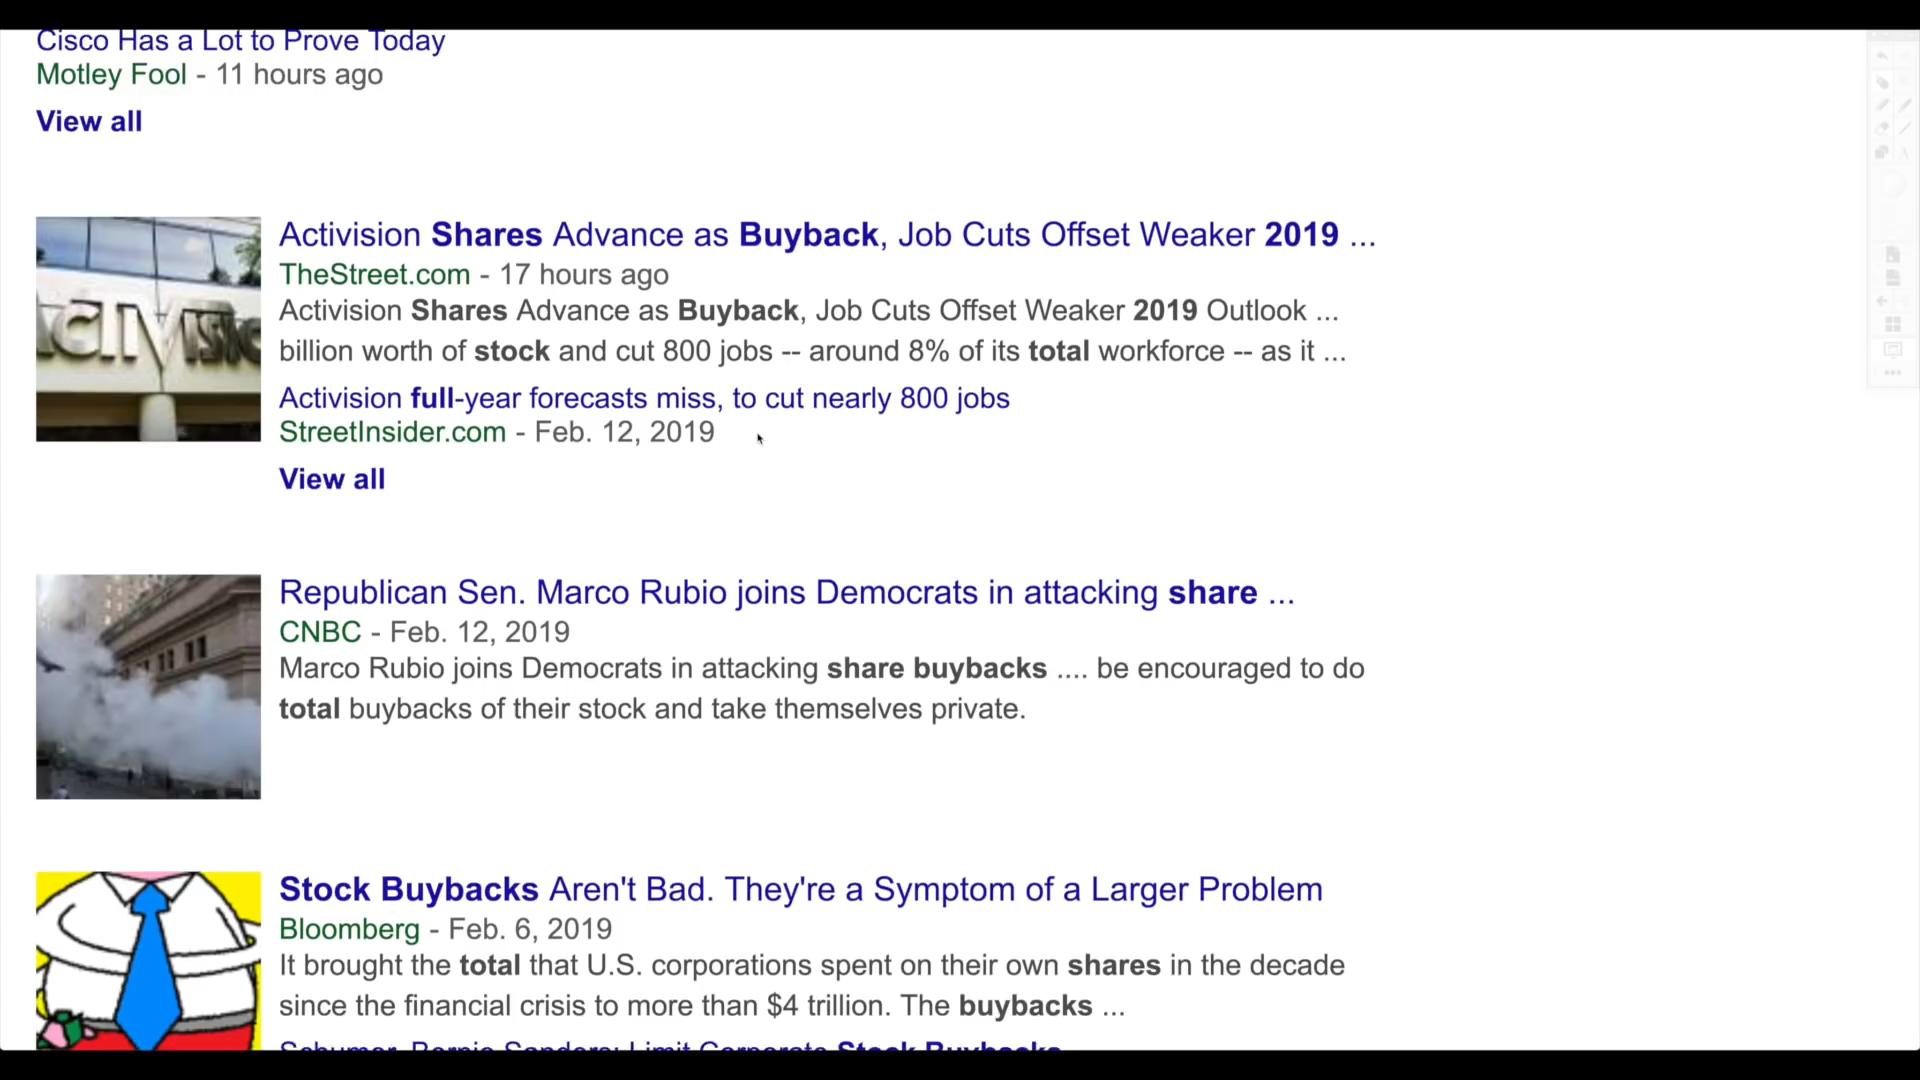 Cisco Has a Lot to Prove Today
Motley Fool - 11 hours ago
View all
Activision Shares Advance as Buyback, Job Cuts Offset Weaker 2019 ...
TheStreet.com - 17 hours ago
Activision Shares Advance as Buyback, Job Cuts Offset Weaker 2019 Outlook ...
billion worth of stock and cut 800 jobs -- around 8% of its total workforce -- as it ...
Activision full-year forecasts miss, to cut nearly 800 jobs
StreetInsider.com - Feb. 12, 2019
View all
Republican Sen. Marco Rubio joins Democrats in attacking share ...
CNBC - Feb. 12, 2019
Marco Rubio joins Democrats in attacking share buybacks .... be encouraged to do
total buybacks of their stock and take themselves private.
Stock Buybacks Aren't Bad. They're a Symptom of a Larger Problem
Bloomberg - Feb. 6, 2019
It brought the total that U.S. corporations spent on their own shares in the decade
since the financial crisis to more than $4 trillion. The buybacks ...
Schumer, Bernie Sanders: Limit Corporate Stock Buybacks